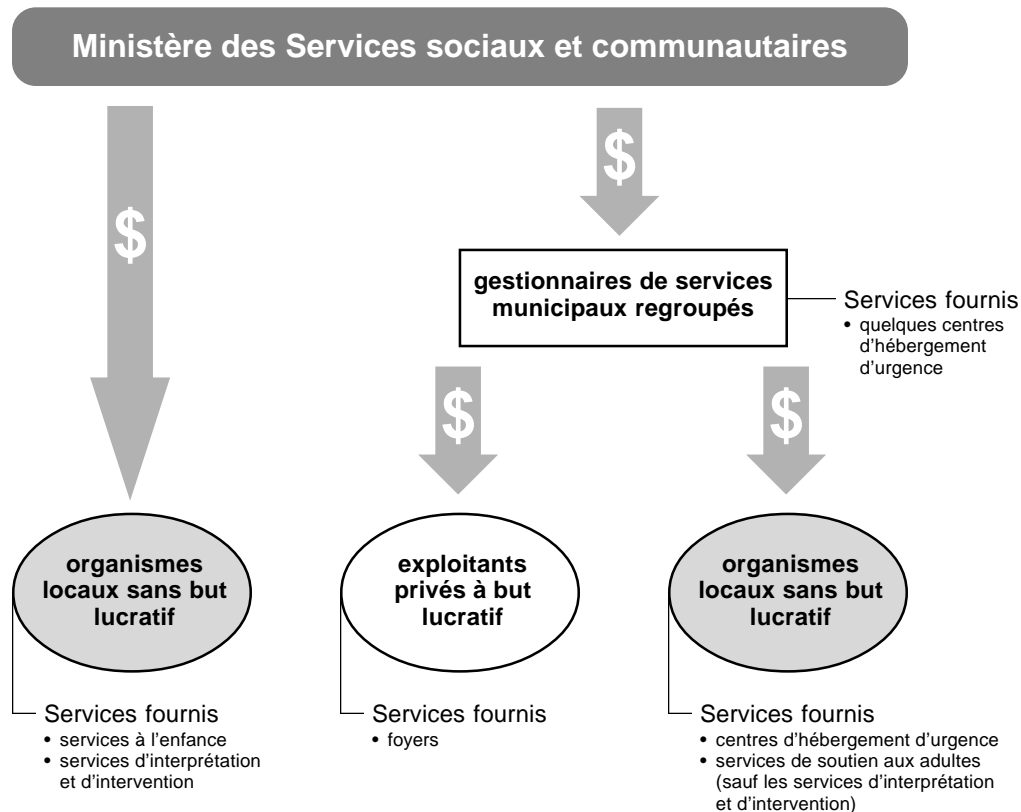 Ministère des Services sociaux et communautaires
$
$
gestionnaires de services
municipaux regroupés
Services fournis
• quelques centres
d’hébergement
d’urgence
$
$
organismes
locaux sans but
lucratif
exploitants
privés à but
lucratif
organismes
locaux sans but
lucratif
Services fournis
• services à l’enfance
• services d’interprétation
et d’intervention
Services fournis
• foyers
Services fournis
• centres d’hébergement d’urgence
• services de soutien aux adultes
(sauf les services d’interprétation
et d’intervention)